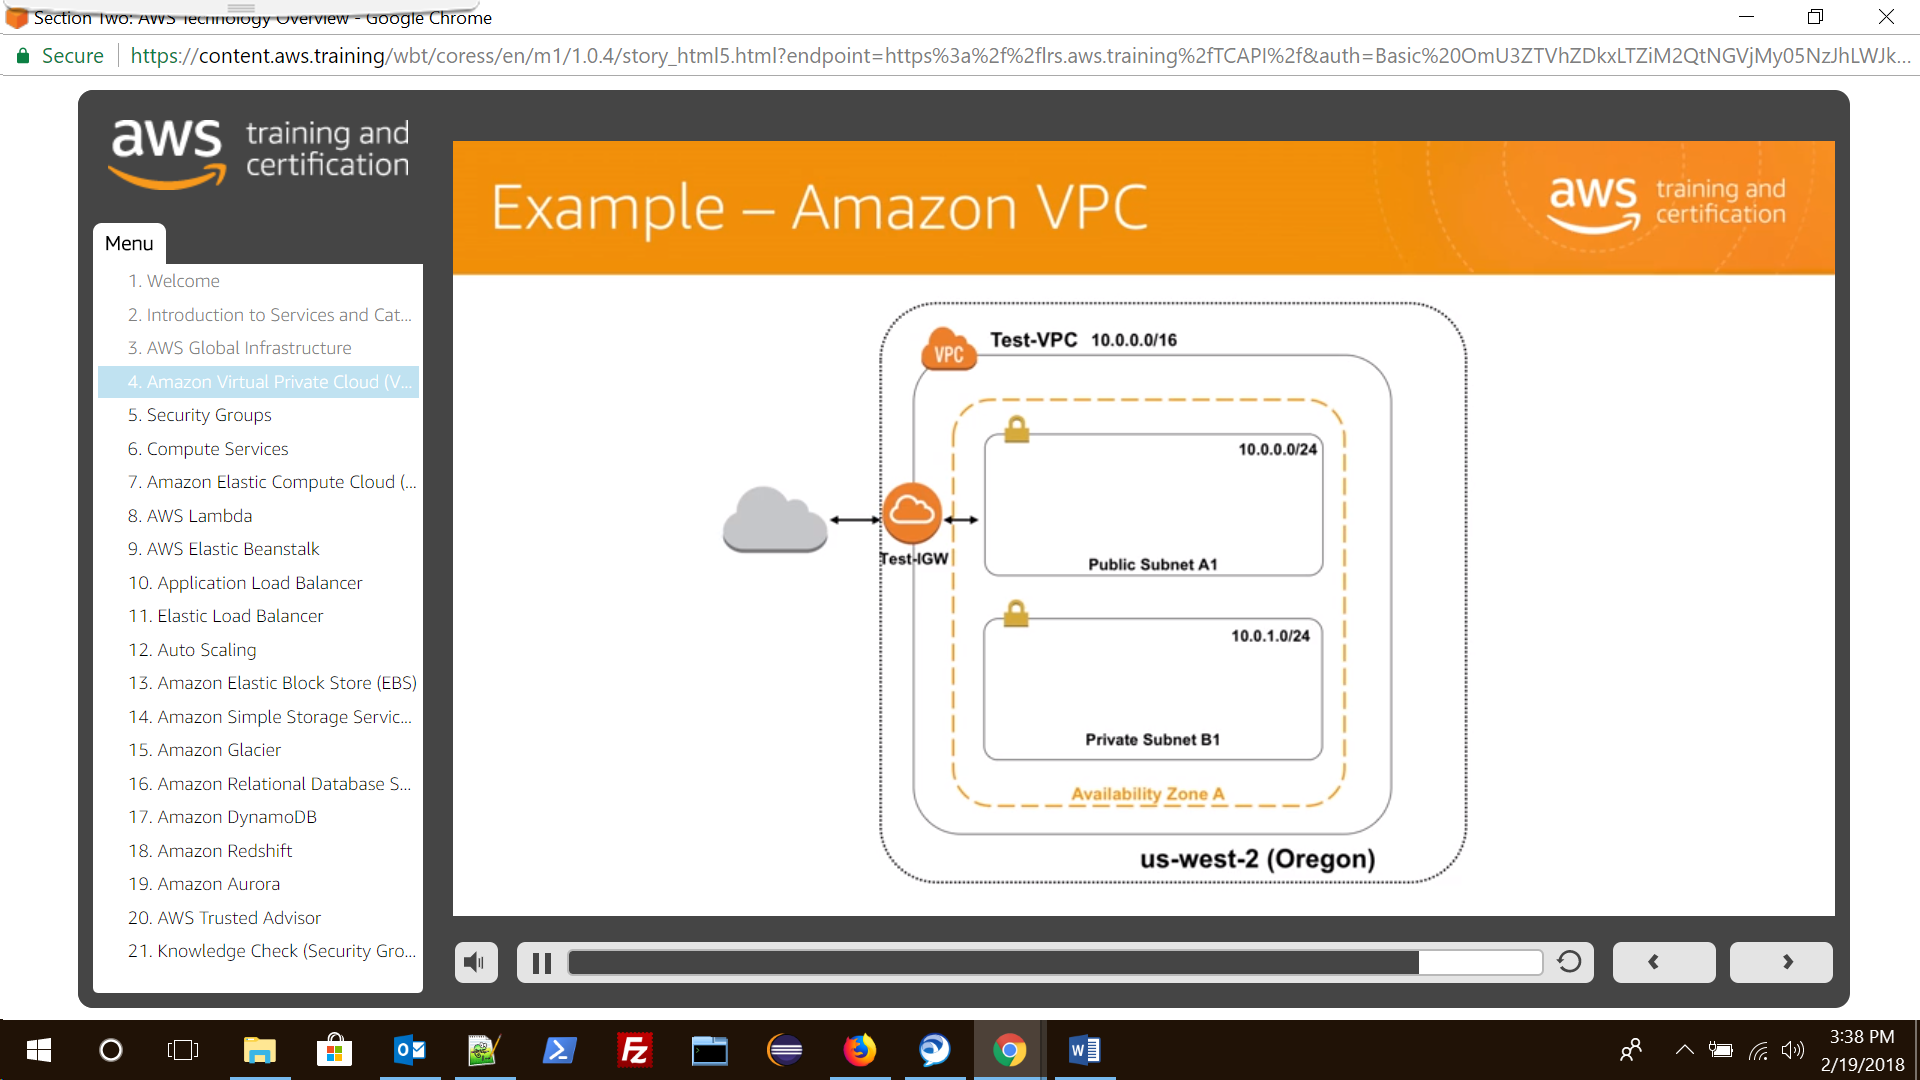 Section Two: AWS Technology Overview - Google Chrome
Secure
https://content.aws.training/wbt/coress/en/m1/1.0.4/story_html5.html?endpoint=https%3a%2f%2flrs.aws.training%2fTCAPI%2f&auth=Basic%20OmU3ZTVhZDkxLTZiM2QtNGVjMy05NzJhLWJk...
aws training and
certification
Menu
1. Welcome
2. Introduction to Services and Cat...
3. AWS Global Infrastructure
4. Amazon Virtual Private Cloud (V...
5. Security Groups
6. Compute Services
7. Amazon Elastic Compute Cloud (...
8. AWS Lambda
9. AWS Elastic Beanstalk
10. Application Load Balancer
11. Elastic Load Balancer
12. Auto Scaling
13. Amazon Elastic Block Store (EBS)
14. Amazon Simple Storage Servic...
15. Amazon Glacier
16. Amazon Relational Database S...
17. Amazon DynamoDB
18. Amazon Redshift
19. Amazon Aurora
20. AWS Trusted Advisor
21. Knowledge Check (Security Gro...
Example – Amazon VPC
aws training and
certification
VPC
Test-VPC 10.0.0.0/16
10.0.0.0/24
Test-IGW
Public Subnet A1
10.0.1.0/24
Private Subnet B1
Availability Zone A
us-west-2 (Oregon)
3:38 PM
2/19/2018